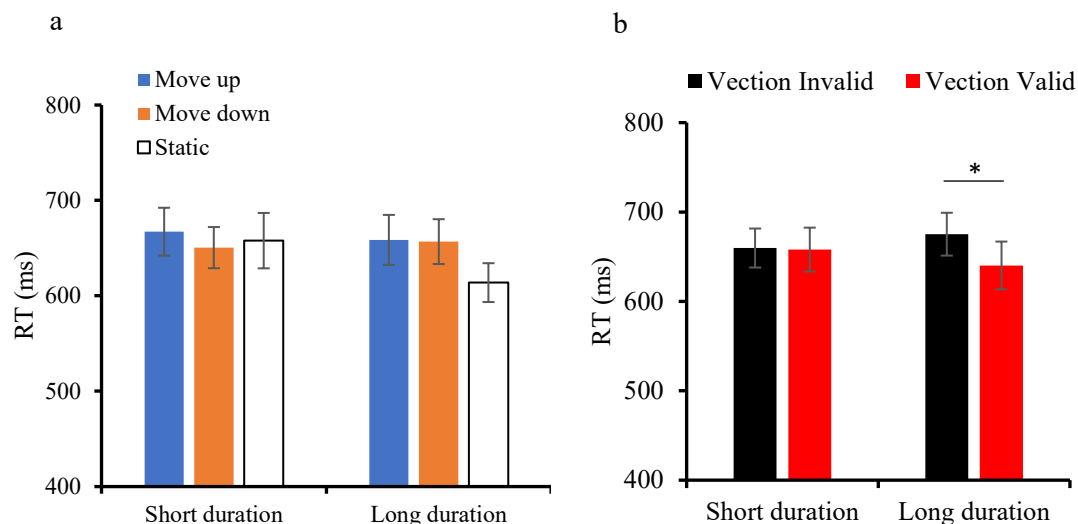 a
Move up
Move down
Static
800
700
600
500
400
RT (ms)
Short duration
Long duration
b
Vection Invalid
Vection Valid
800
700
600
500
400
RT (ms)
*
Short duration
Long duration